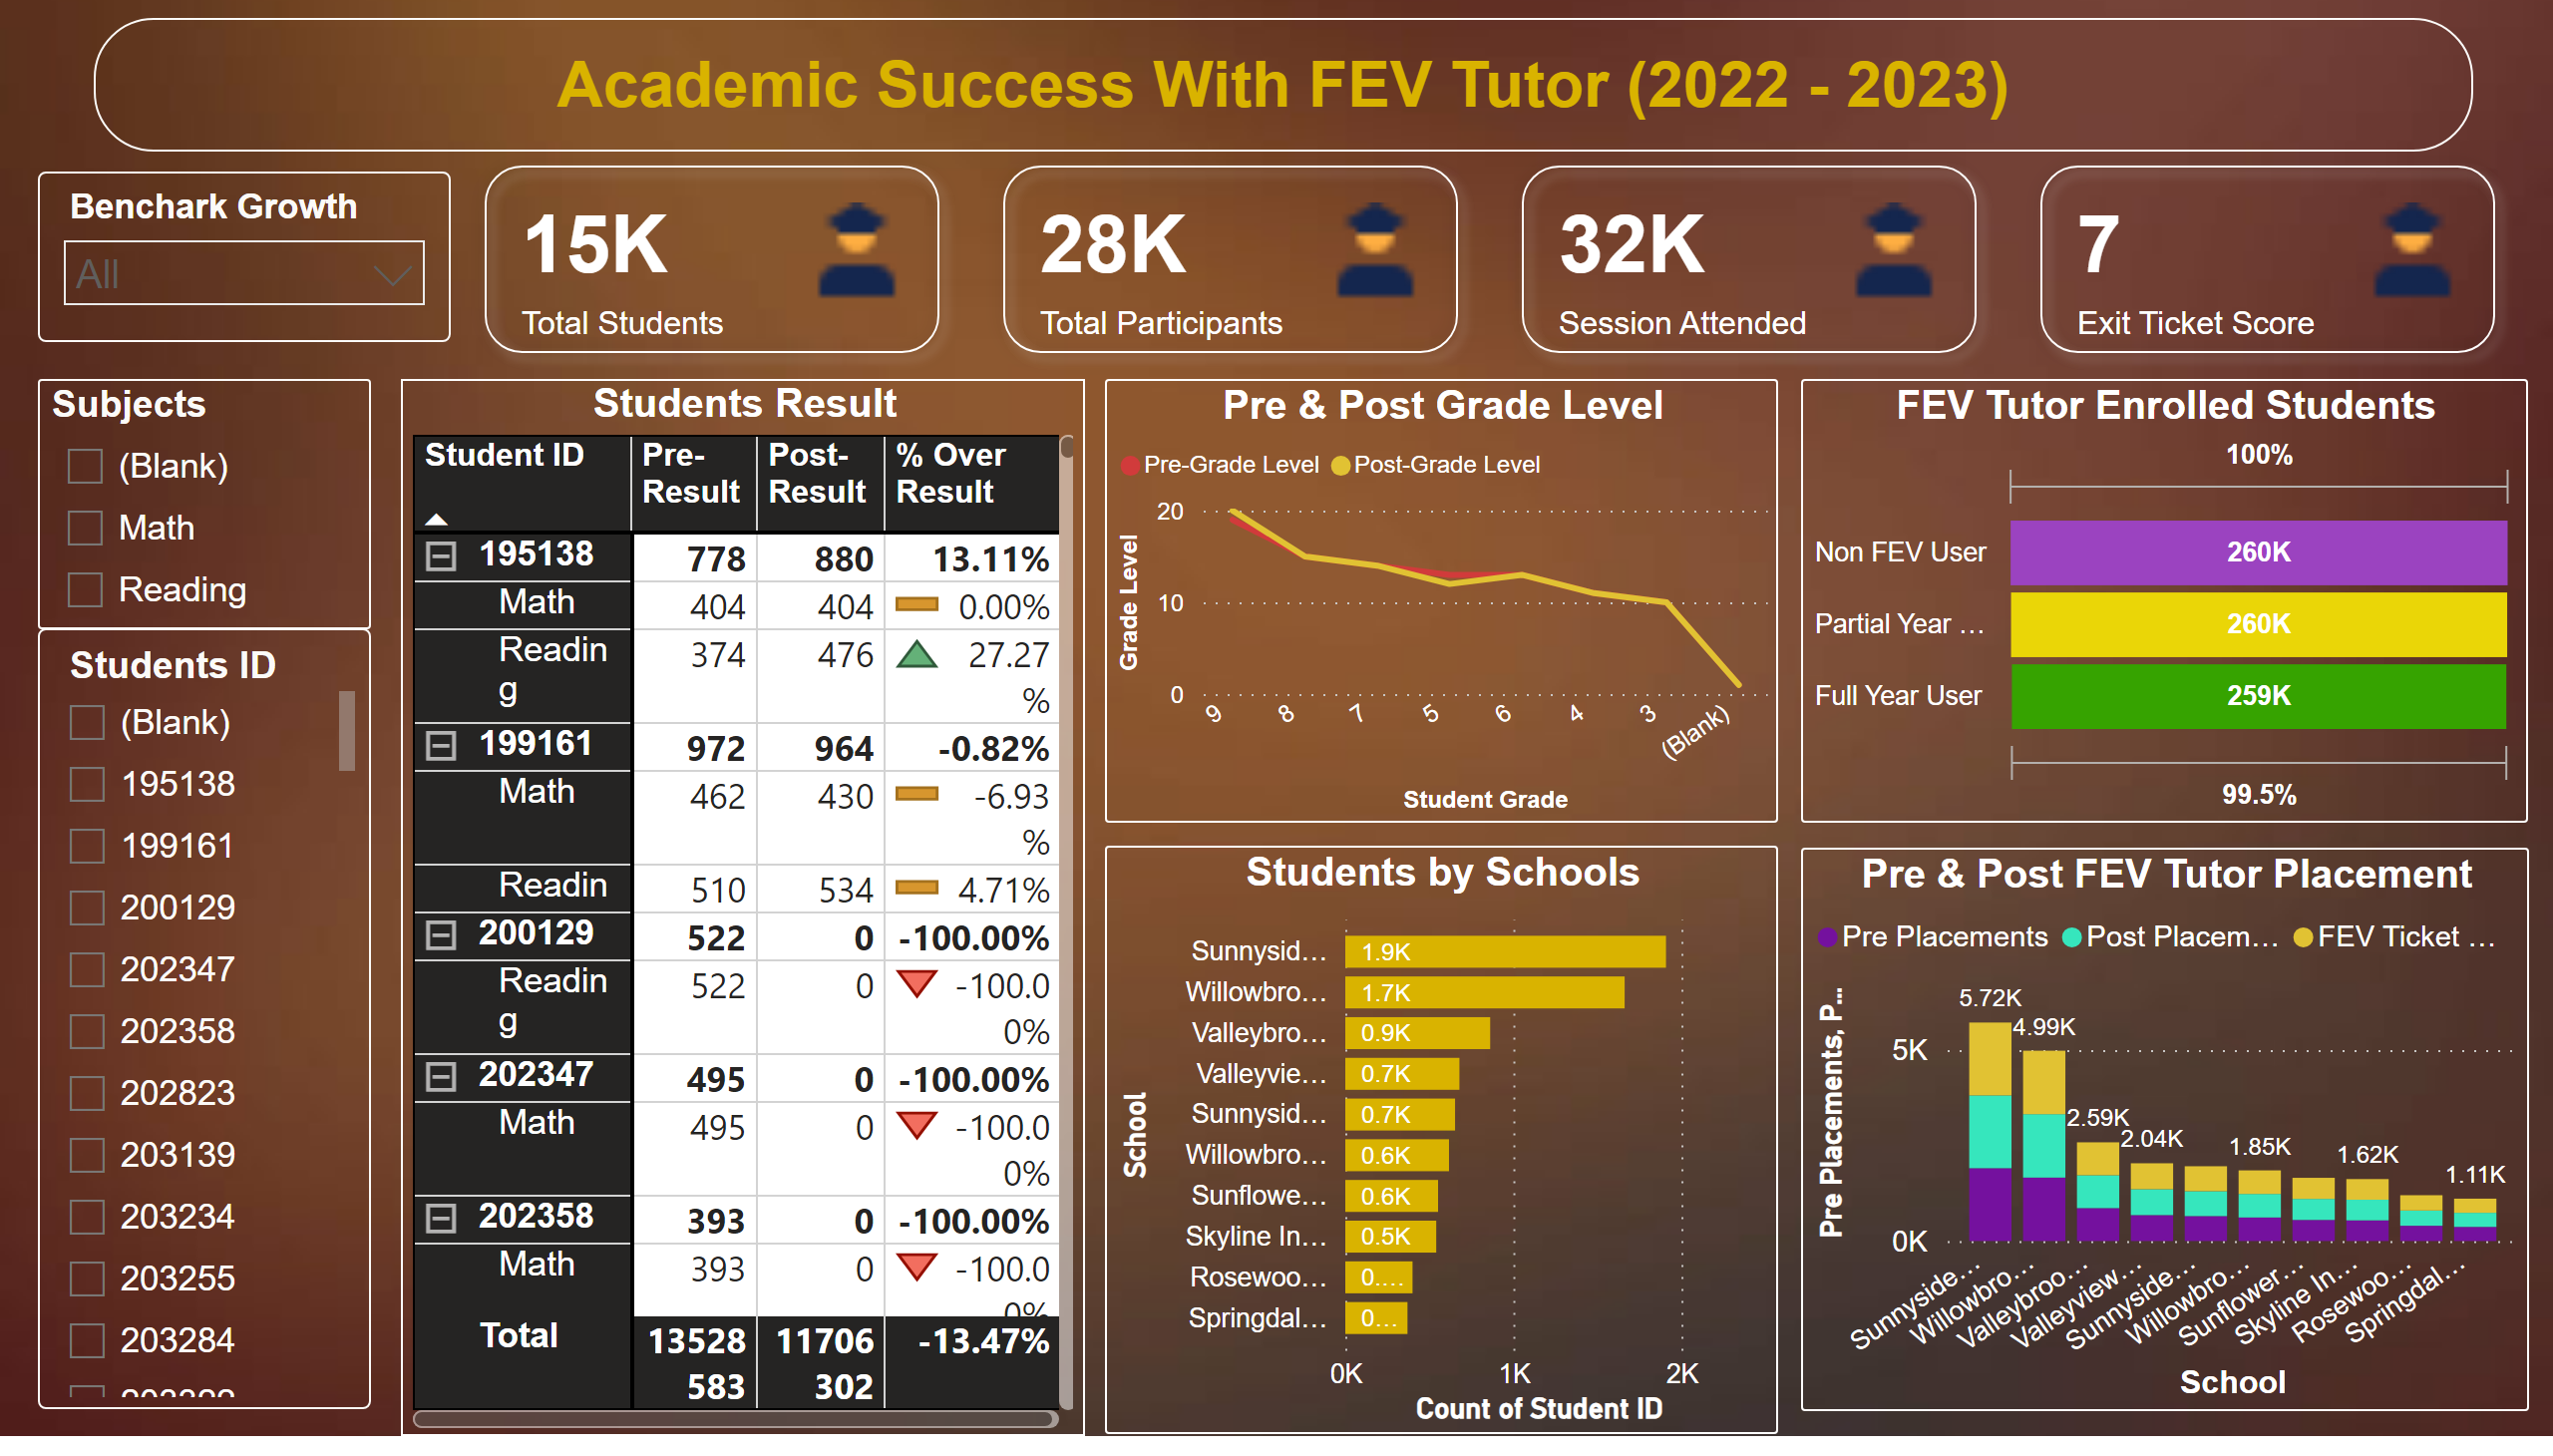 Academic Success With FEV Tutor (2022 - 2023)
Benchark Growth
All
15K
Total Students
28K
Total Participants
32K
Session Attended
7
Exit Ticket Score
Subjects
(Blank)
Math
Reading
Students ID
(Blank)
195138
199161
200129
202347
202358
202823
203139
203234
203255
203284
Students Result
Student ID Pre-Result Post-Result % Over Result
195138 778 880 13.11%
Math 404 404 0.00%
Reading 374 476 27.27%
199161 972 964 -0.82%
Math 462 430 -6.93%
Readin 510 534 4.71%
200129 522 0 -100.00%
Reading 522 0 -100.00%
202347 495 0 -100.00%
Math 495 0 -100.00%
202358 393 0 -100.00%
Math 393 0 -100.00%
Total 13528583 11706302 -13.47%
Pre & Post Grade Level
Pre-Grade Level Post-Grade Level
Grade Level
20
10
0
9 8 7 5 6 4 3 (Blank)
Student Grade
FEV Tutor Enrolled Students
100%
Non FEV User 260K
Partial Year ... 260K
Full Year User 259K
99.5%
Students by Schools
School
Sunnysid... 1.9K
Willowbro... 1.7K
Valleybro... 0.9K
Valleyvie... 0.7K
Sunnysid... 0.7K
Willowbro... 0.6K
Sunflowe... 0.6K
Skyline In... 0.5K
Rosewoo... 0....
Springdal... 0...
0K 1K 2K
Count of Student ID
Pre & Post FEV Tutor Placement
Pre Placements Post Placem... FEV Ticket ...
Pre Placements, P...
5K
0K
5.72K
4.99K
2.59K
2.04K
1.85K
1.62K
1.11K
Sunnyside... Willowbro... Valleybroo... Valleyview... Sunnyside... Willowbro... Sunflower... Skyline In... Rosewoo... Springdal...
School